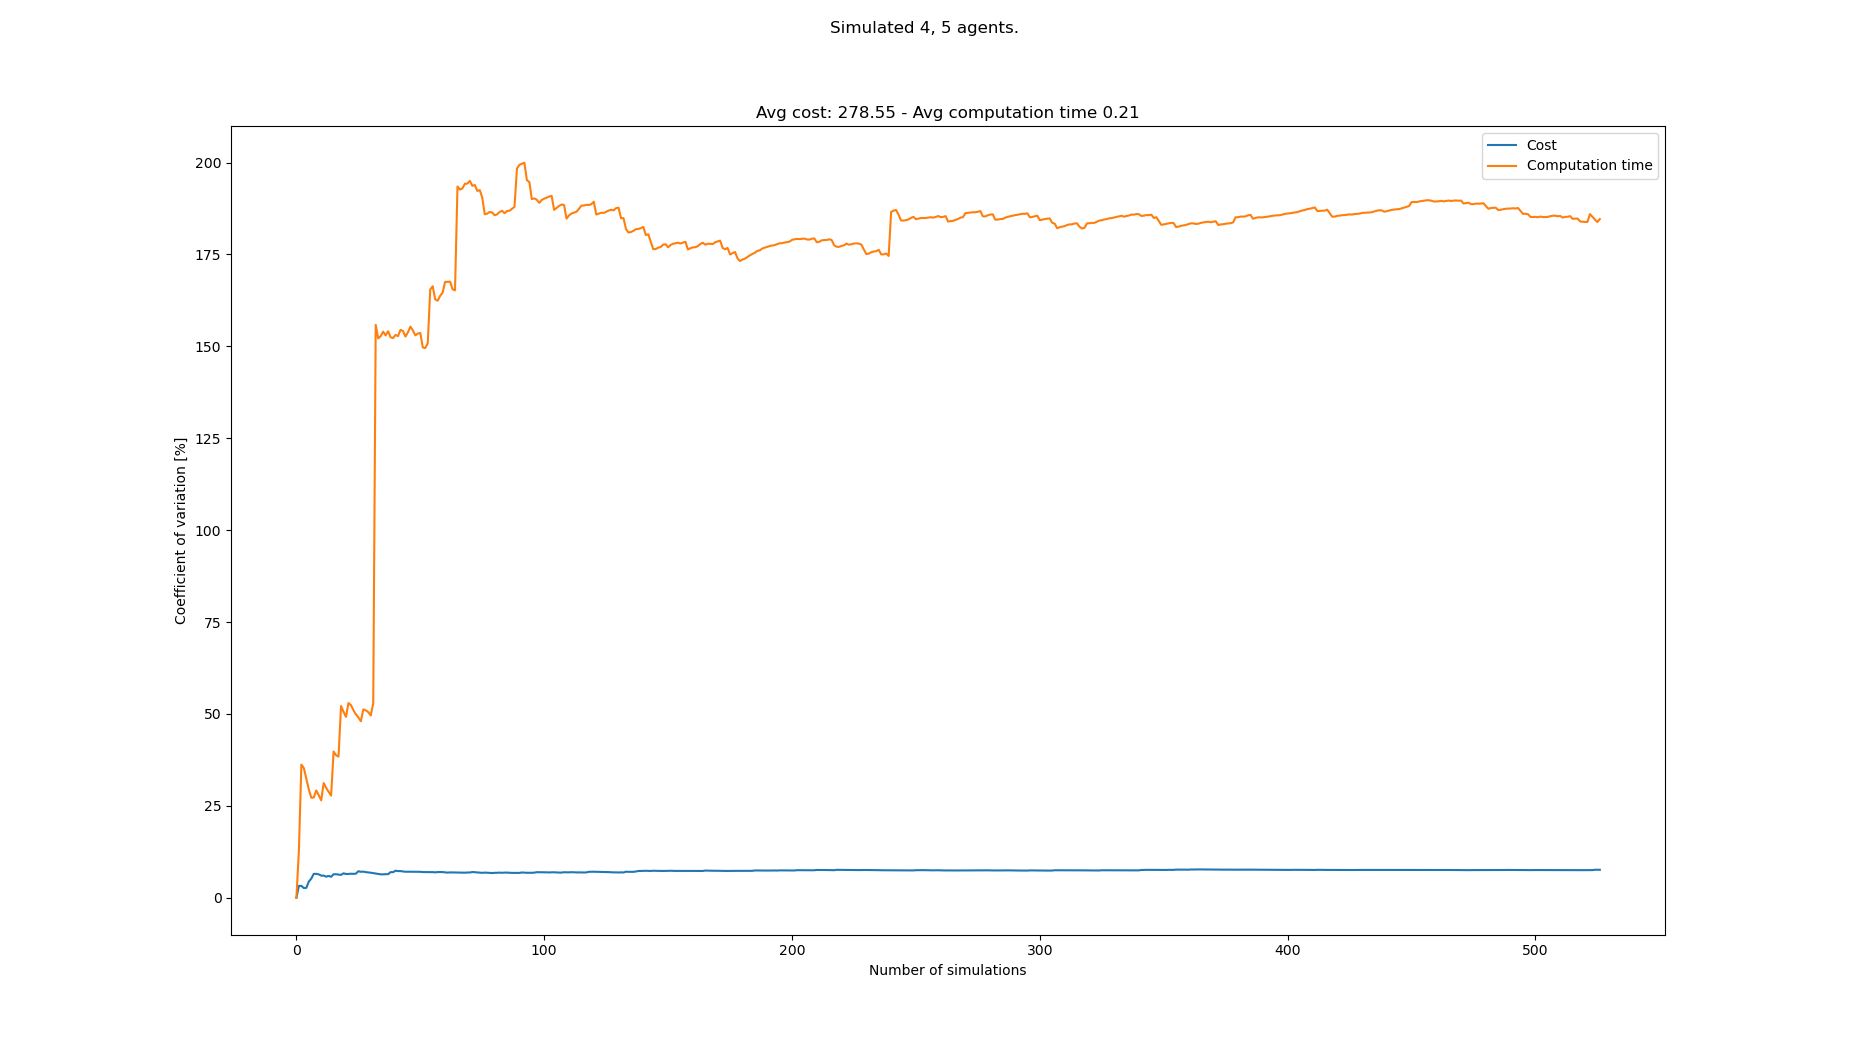 Simulated 4, 5 agents.
Avg cost: 278.55 - Avg computation time 0.21
Cost
Computation time
200
175
150
125
100
75
50
25
0
Coefficient of variation [%]
0 100 200 300 400 500
Number of simulations